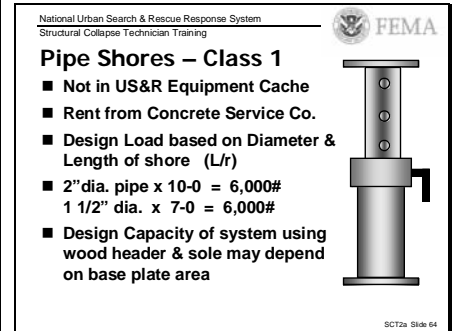 National Urban Search & Rescue Response System
Structural Collapse Technician Training
FEMA
Pipe Shores – Class 1
■ Not in US&R Equipment Cache
■ Rent from Concrete Service Co.
■ Design Load based on Diameter &
Length of shore (L/r)
■ 2”dia. pipe x 10-0 = 6,000#
1 1/2” dia. x 7-0 = 6,000#
■ Design Capacity of system using
wood header & sole may depend
on base plate area
SCT2a Slide 64